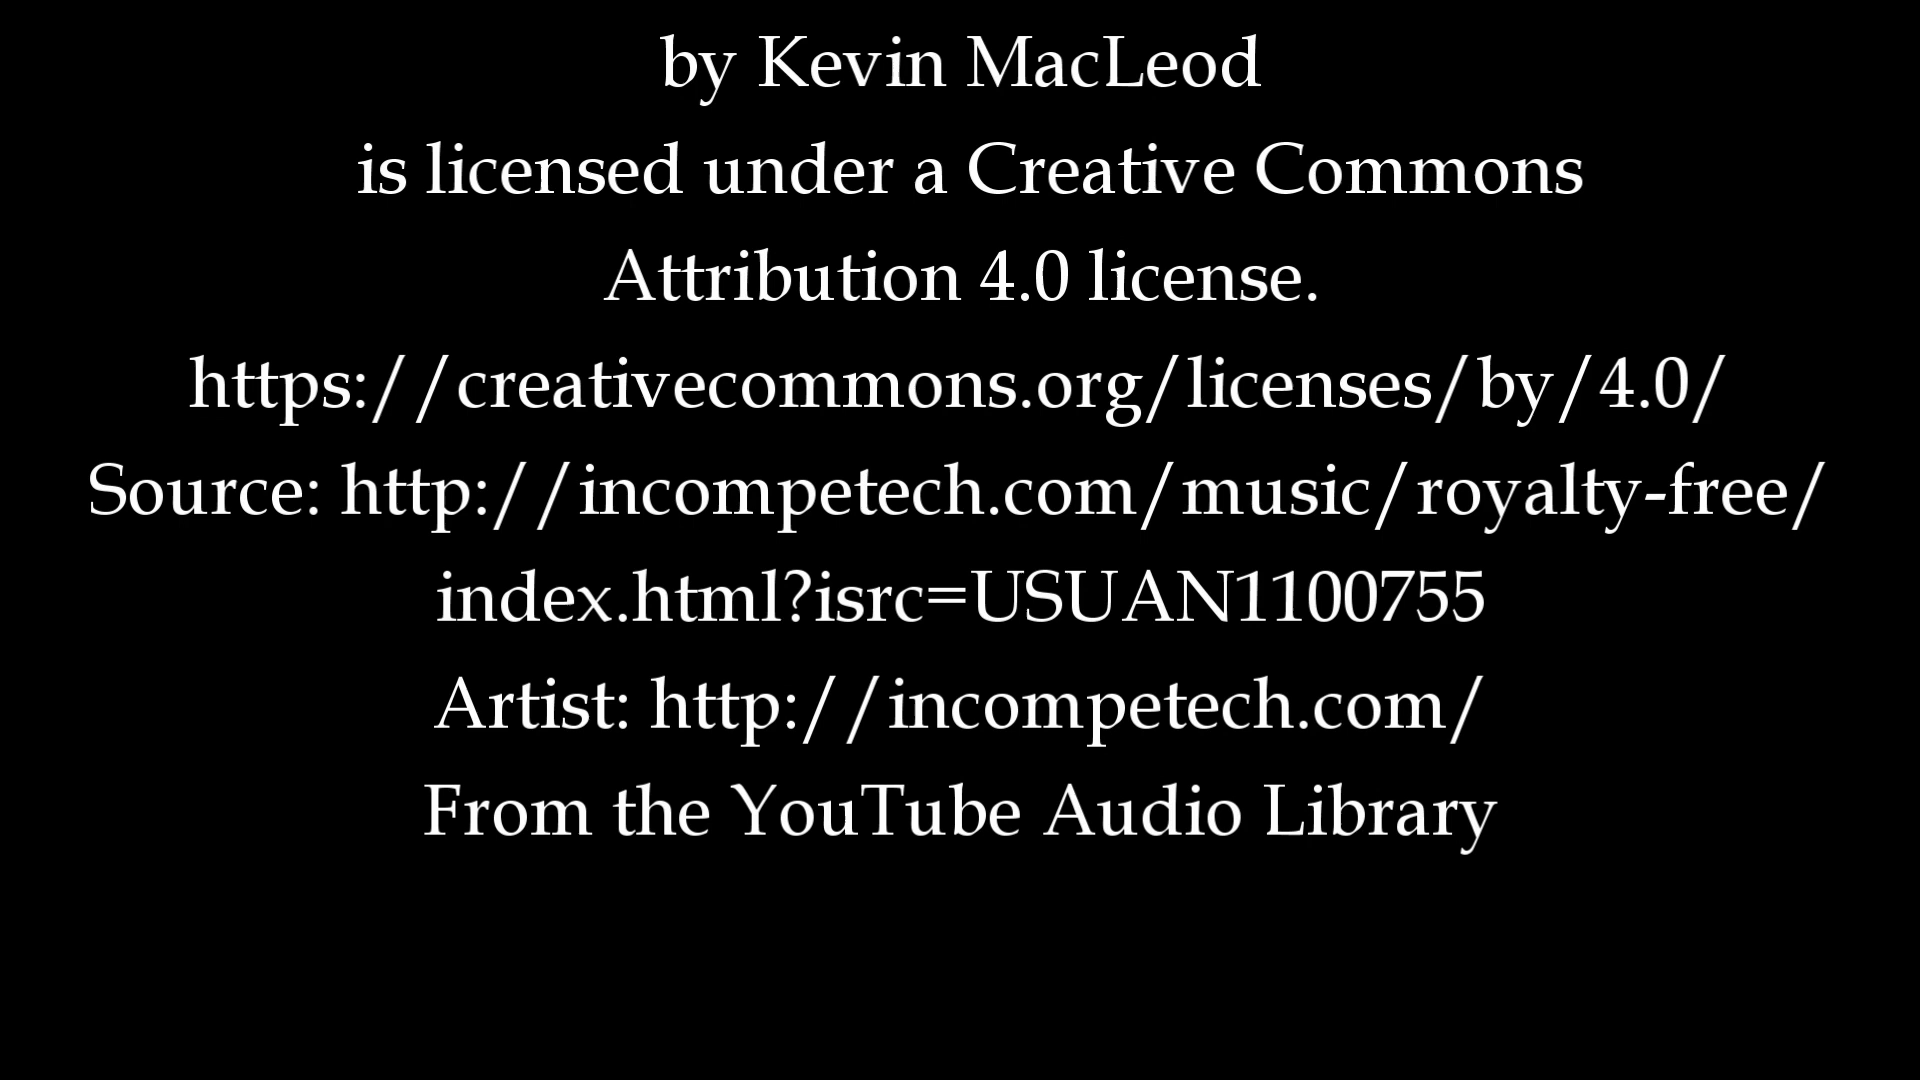 by Kevin MacLeod
is licensed under a Creative Commons
Attribution 4.0 license.
https://creativecommons.org/licenses/by/4.0/
Source: http://incompetech.com/music/royalty-free/
index.html?isrc=USUAN1100755
Artist: http://incompetech.com/
From the YouTube Audio Library